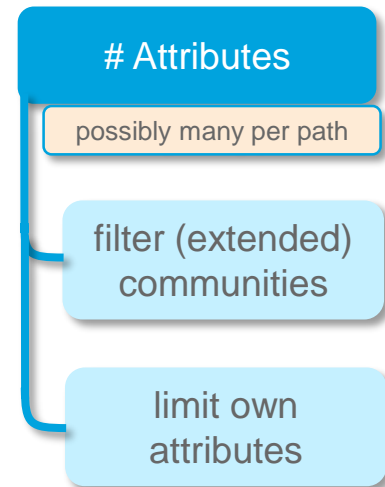 # Attributes
possibly many per path
filter (extended)
communities
limit own
attributes